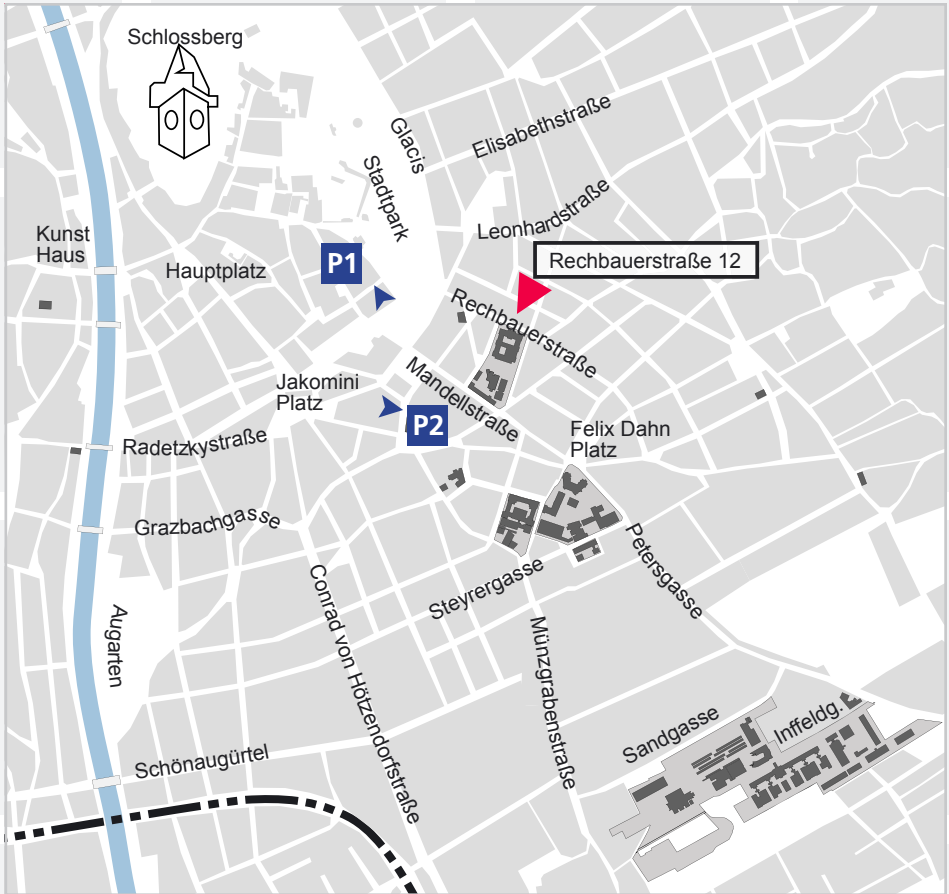 Schlossberg
Glacis
Elisabethstraße
Stadtpark
Leonhardstraße
Kunst
Haus
Hauptplatz
P1
Rechbauerstraße 12
Rechbauerstraße
Jakomini
Platz
Mandellstraße
P2
Felix Dahn
Platz
Radetzkystraße
Grazbachgasse
Petersgasse
Steyrergasse
Conrad von Hötzendorfstraße
Augarten
Münzgrabenstraße
Sandgasse
Inffeldg.
Schönaugürtel